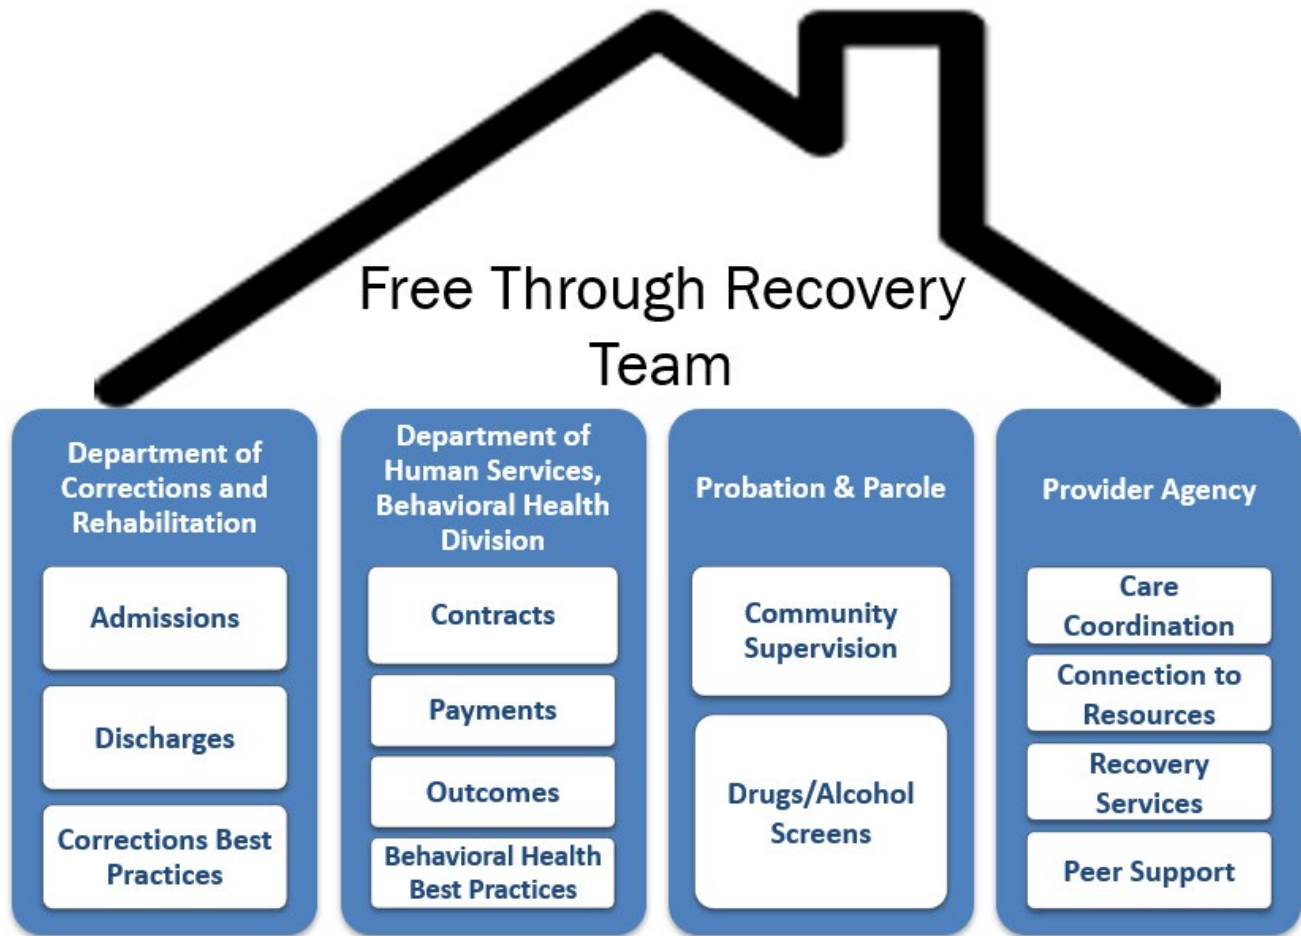 Free Through Recovery
Team
Department of
Corrections and
Rehabilitation
Admissions
Discharges
Corrections Best
Practices
Department of
Human Services,
Behavioral Health
Division
Contracts
Payments
Outcomes
Behavioral Health
Best Practices
Probation & Parole
Community
Supervision
Drugs/Alcohol
Screens
Provider Agency
Care
Coordination
Connection to
Resources
Recovery
Services
Peer Support